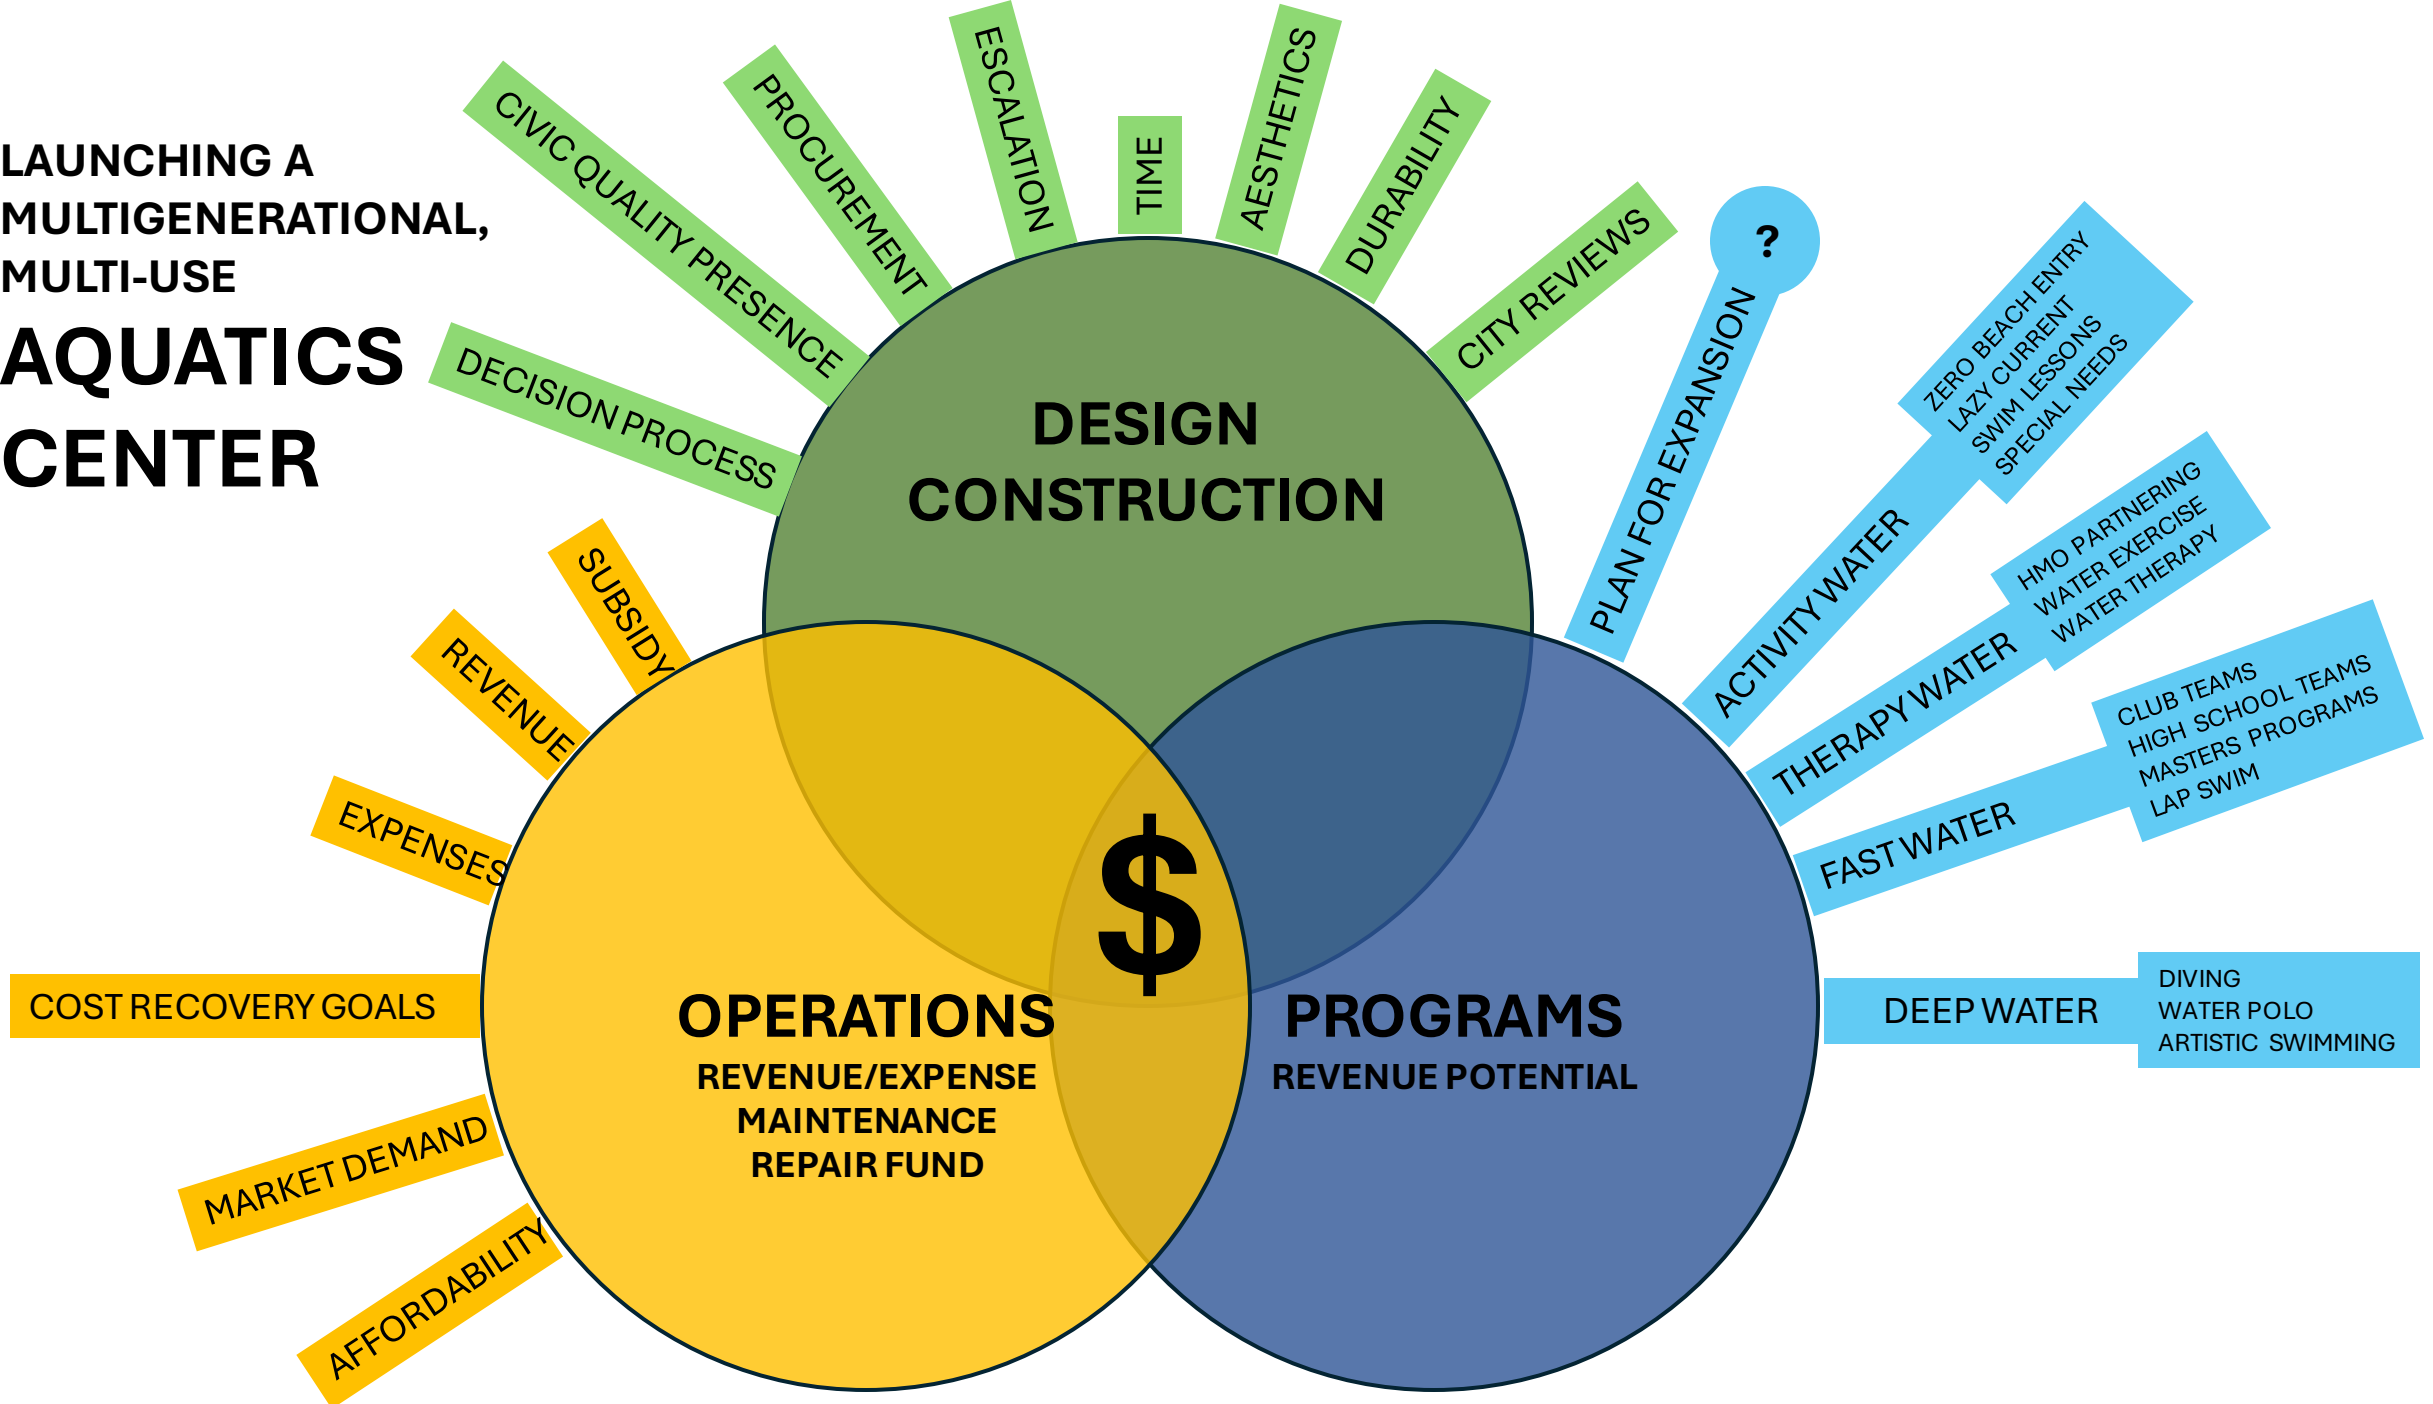 LAUNCHING A
MULTIGENERATIONAL,
MULTI-USE
AQUATICS
CENTER
DECISION PROCESS
CIVIC QUALITY PRESENCE
PROCUREMENT
ESCALATION
TIME
AESTHETICS
DURABILITY
CITY REVIEWS
DESIGN
CONSTRUCTION
?
PLAN FOR EXPANSION
ACTIVITY WATER
ZERO BEACH ENTRY
LAZY CURRENT
SWIM LESSONS
SPECIAL NEEDS
THERAPY WATER
HMO PARTNERING
WATER EXERCISE
WATER THERAPY
FAST WATER
CLUB TEAMS
HIGH SCHOOL TEAMS
MASTERS PROGRAMS
LAP SWIM
DEEP WATER
DIVING
WATER POLO
ARTISTIC SWIMMING
SUBSIDY
REVENUE
EXPENSES
COST RECOVERY GOALS
MARKET DEMAND
AFFORDABILITY
$
OPERATIONS
REVENUE/EXPENSE
MAINTENANCE
REPAIR FUND
PROGRAMS
REVENUE POTENTIAL